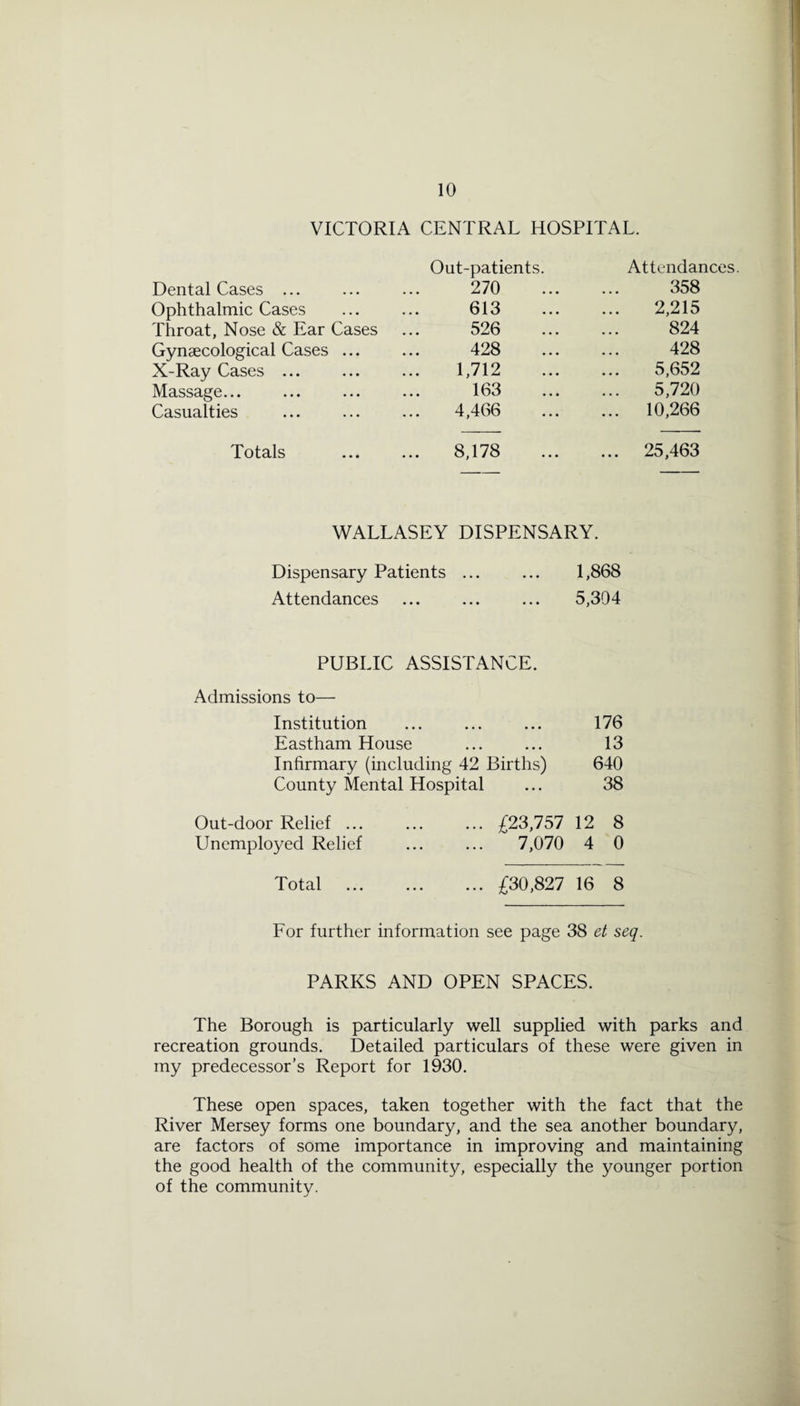 10
VICTORIA CENTRAL HOSPITAL.
Out-patients. Attendances.
Dental Cases ... ... ... 270 ... ... 358
Ophthalmic Cases ... ... 613 ... ... 2,215
Throat, Nose & Ear Cases ... 526 ... ... 824
Gynæcological Cases ... ... 428 ... ... 428
X-Ray Cases ... ... ... 1,712 ... ... 5,652
Massage... ... ... ... 163 ... ... 5,720
Casualties ... ... ... 4,466 ... ... 10,266
Totals ... ... 8,178 ... ... 25,463
WALLASEY DISPENSARY.
Dispensary Patients ... ... 1,868
Attendances ... ... ... 5,304
PUBLIC ASSISTANCE.
Admissions to—
Institution ... ... ... 176
Eastham House ... ... 13
Infirmary (including 42 Births) 640
County Mental Hospital ... 38
Out-door Relief ... ... ... £23,757 12 8
Unemployed Relief ... ... 7,070 4 0
Total ... ... ... £30,827 16 8
For further information see page 38 et seq.
PARKS AND OPEN SPACES.
The Borough is particularly well supplied with parks and
recreation grounds. Detailed particulars of these were given in
my predecessor's Report for 1930.
These open spaces, taken together with the fact that the
River Mersey forms one boundary, and the sea another boundary,
are factors of some importance in improving and maintaining
the good health of the community, especially the younger portion
of the community.